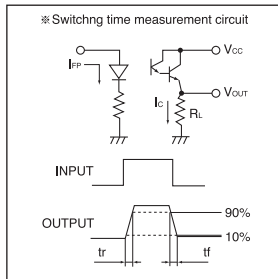 ※Switchng time measurement circuit
VCC
IFP
VOUT
IC
RL
INPUT
OUTPUT
90%
10%
tr
tf